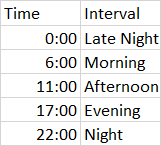 Time Interval
0:00 Late Night
6:00 Morning
11:00 Afternoon
17:00 Evening
22:00 Night